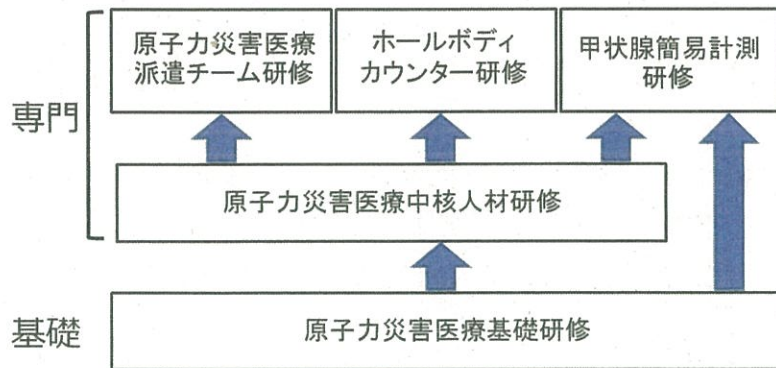 原子力災害医療
派遣チーム研修
ホールボディ
カウンター研修
甲状腺簡易計測
研修
専門
原子力災害医療中核人材研修
基礎
原子力災害医療基礎研修